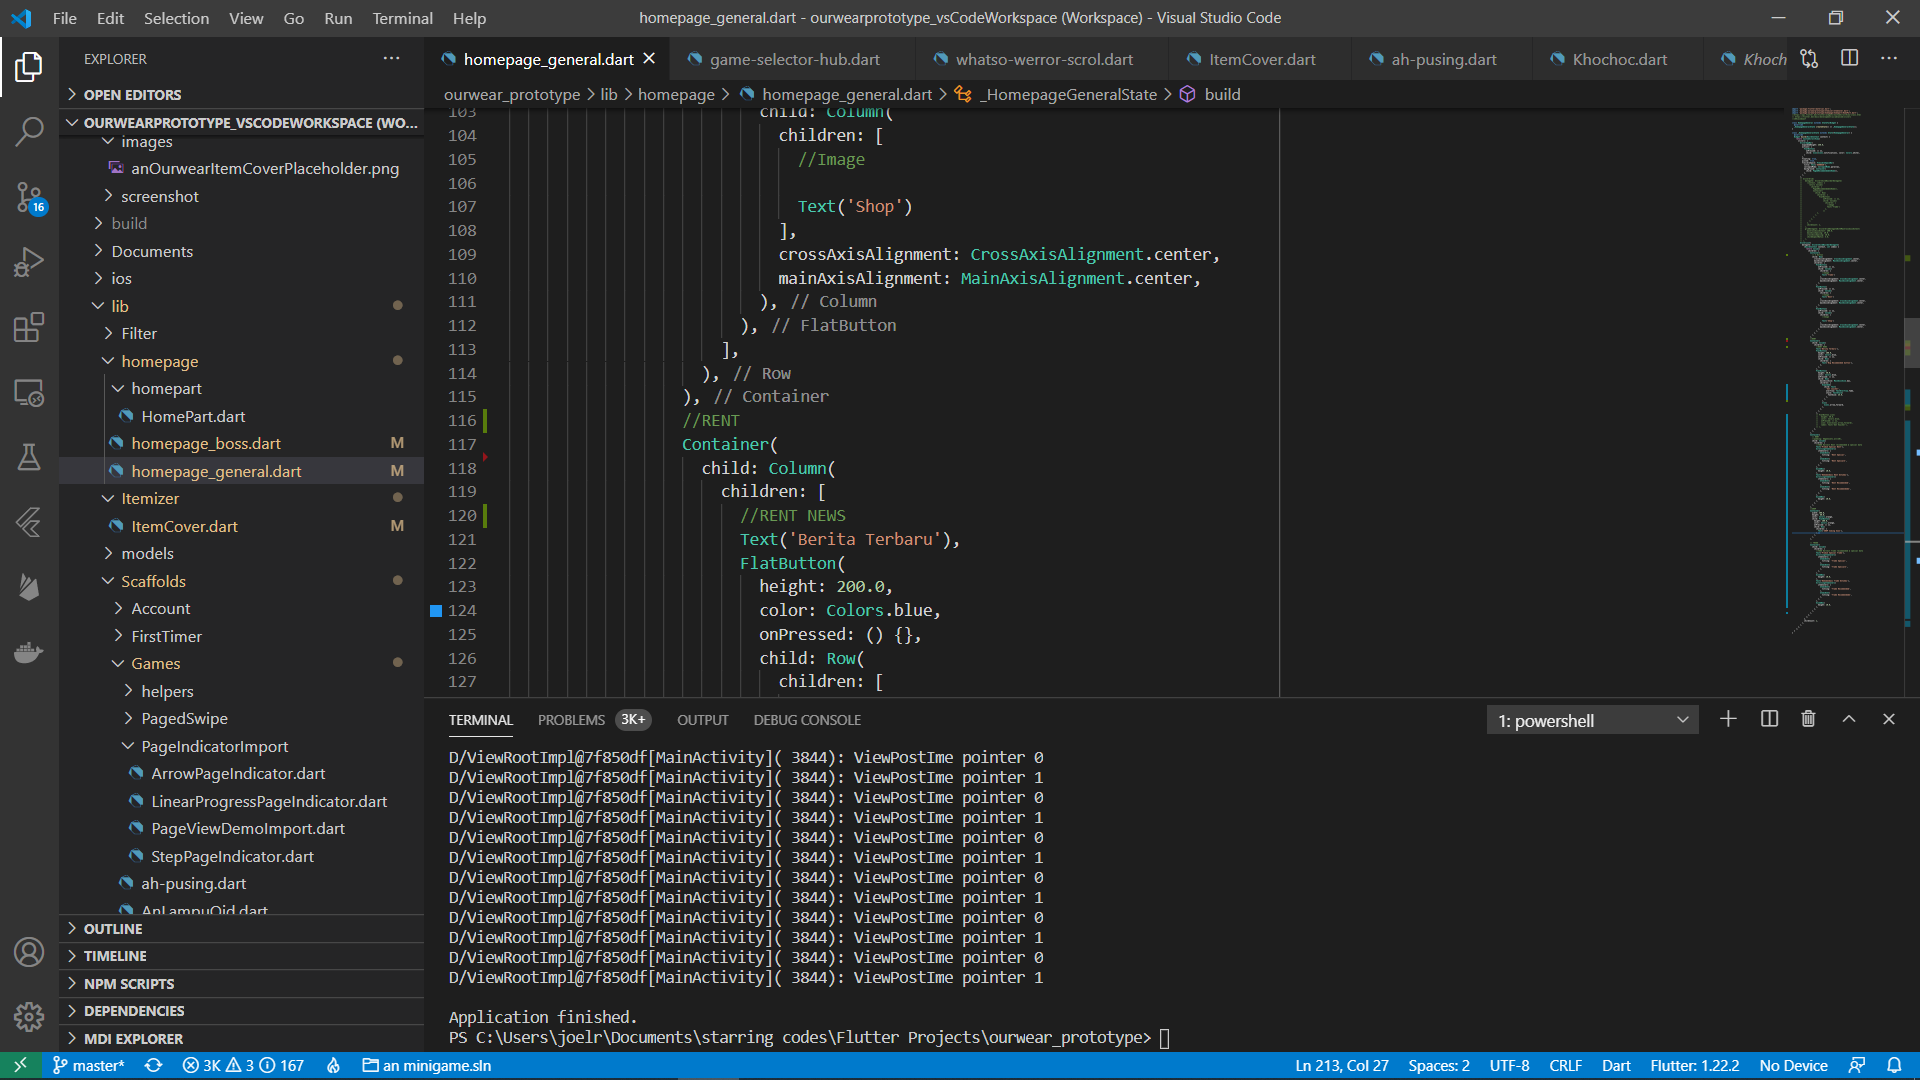 File Edit Selection View Go Run Terminal Help
homepage_general.dart - ourwearprototype_vsCodeWorkspace (Workspace) - Visual Studio Code
EXPLORER
OPEN EDITORS
OURWEARPROTOTYPE_VSCODEWORKSPACE (WO...
images
anOurwearItemCoverPlaceholder.png
screenshot
build
Documents
ios
lib
Filter
homepage
homepart
HomePart.dart
homepage_boss.dart M
homepage_general.dart M
Itemizer
ItemCover.dart M
models
Scaffolds
Account
FirstTimer
Games
helpers
PagedSwipe
PageIndicatorImport
ArrowPageIndicator.dart
LinearProgressPageIndicator.dart
PageViewDemoImport.dart
StepPageIndicator.dart
ah-pusing.dart
AnLampuOid.dart
OUTLINE
TIMELINE
NPM SCRIPTS
DEPENDENCIES
MDI EXPLORER
16
homepage_general.dart game-selector-hub.dart whatso-werror-scrol.dart ItemCover.dart ah-pusing.dart Khochoc.dart Khoch
ourwear_prototype > lib > homepage > homepage_general.dart > _HomepageGeneralState > build
103 child: Column(
104 children: [
105 //Image
106
107 Text('Shop')
108 ],
109 crossAxisAlignment: CrossAxisAlignment.center,
110 mainAxisAlignment: MainAxisAlignment.center,
111 ), // Column
112 ), // FlatButton
113 ],
114 ), // Row
115 ), // Container
116 //RENT
117 Container(
118 child: Column(
119 children: [
120 //RENT NEWS
121 Text('Berita Terbaru'),
122 FlatButton(
123 height: 200.0,
124 color: Colors.blue,
125 onPressed: () {},
126 child: Row(
127 children: [
TERMINAL PROBLEMS 3K+ OUTPUT DEBUG CONSOLE
1: powershell
D/ViewRootImpl@7f850df[MainActivity]( 3844): ViewPostIme pointer 0
D/ViewRootImpl@7f850df[MainActivity]( 3844): ViewPostIme pointer 1
D/ViewRootImpl@7f850df[MainActivity]( 3844): ViewPostIme pointer 0
D/ViewRootImpl@7f850df[MainActivity]( 3844): ViewPostIme pointer 1
D/ViewRootImpl@7f850df[MainActivity]( 3844): ViewPostIme pointer 0
D/ViewRootImpl@7f850df[MainActivity]( 3844): ViewPostIme pointer 1
D/ViewRootImpl@7f850df[MainActivity]( 3844): ViewPostIme pointer 0
D/ViewRootImpl@7f850df[MainActivity]( 3844): ViewPostIme pointer 1
D/ViewRootImpl@7f850df[MainActivity]( 3844): ViewPostIme pointer 0
D/ViewRootImpl@7f850df[MainActivity]( 3844): ViewPostIme pointer 1
D/ViewRootImpl@7f850df[MainActivity]( 3844): ViewPostIme pointer 0
D/ViewRootImpl@7f850df[MainActivity]( 3844): ViewPostIme pointer 1
Application finished.
PS C:\Users\joelr\Documents\starring codes\Flutter Projects\ourwear_prototype>
master* 3K 3 167 an minigame.sln
Ln 213, Col 27 Spaces: 2 UTF-8 CRLF Dart Flutter: 1.22.2 No Device